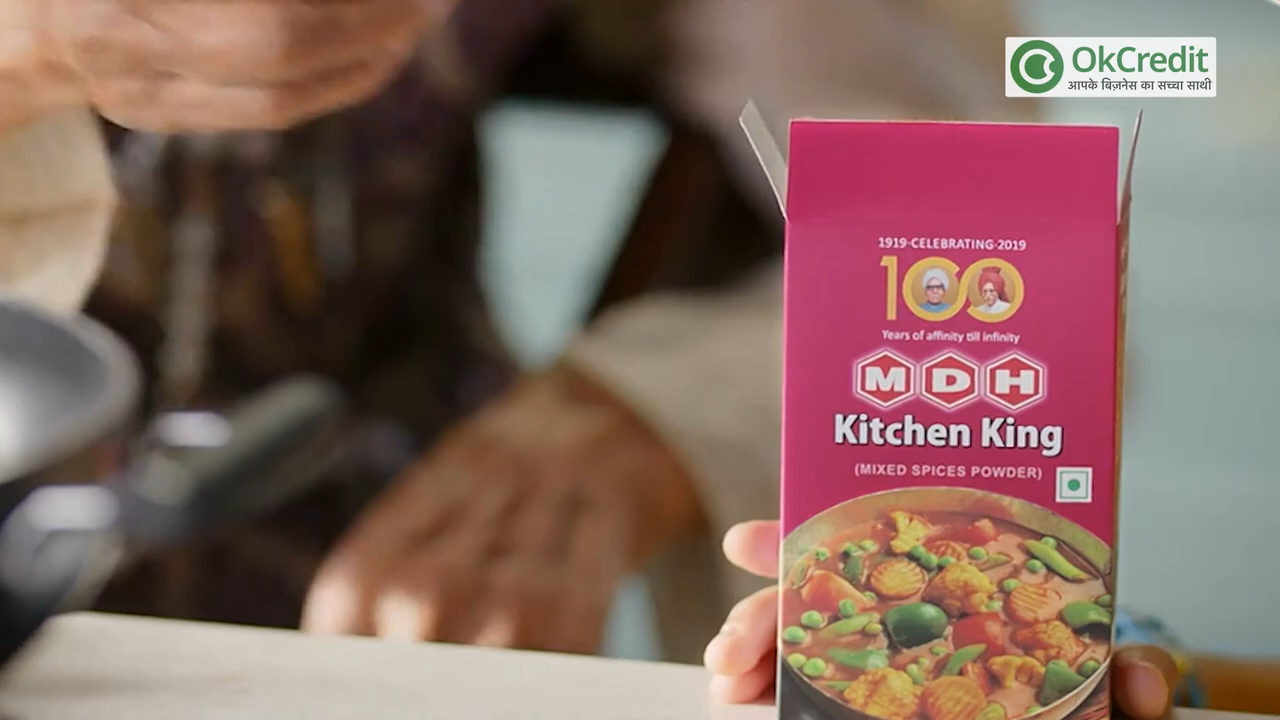 OkCredit
आपके बिज़नेस का सच्चा साथी
1919-CELEBRATING-2019
100
Years of affinity till infinity
MDH
Kitchen King
(MIXED SPICES POWDER)